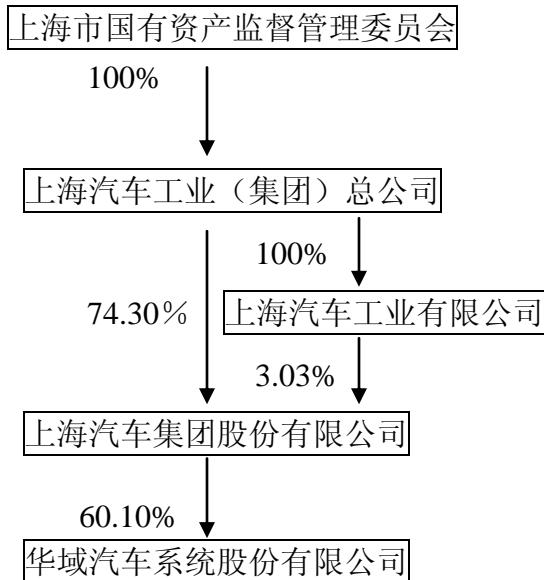 上海市国有资产监督管理委员会
100%
上海汽车工业（集团）总公司
100%
74.30％
上海汽车工业有限公司
3.03%
上海汽车集团股份有限公司
60.10%
华域汽车系统股份有限公司